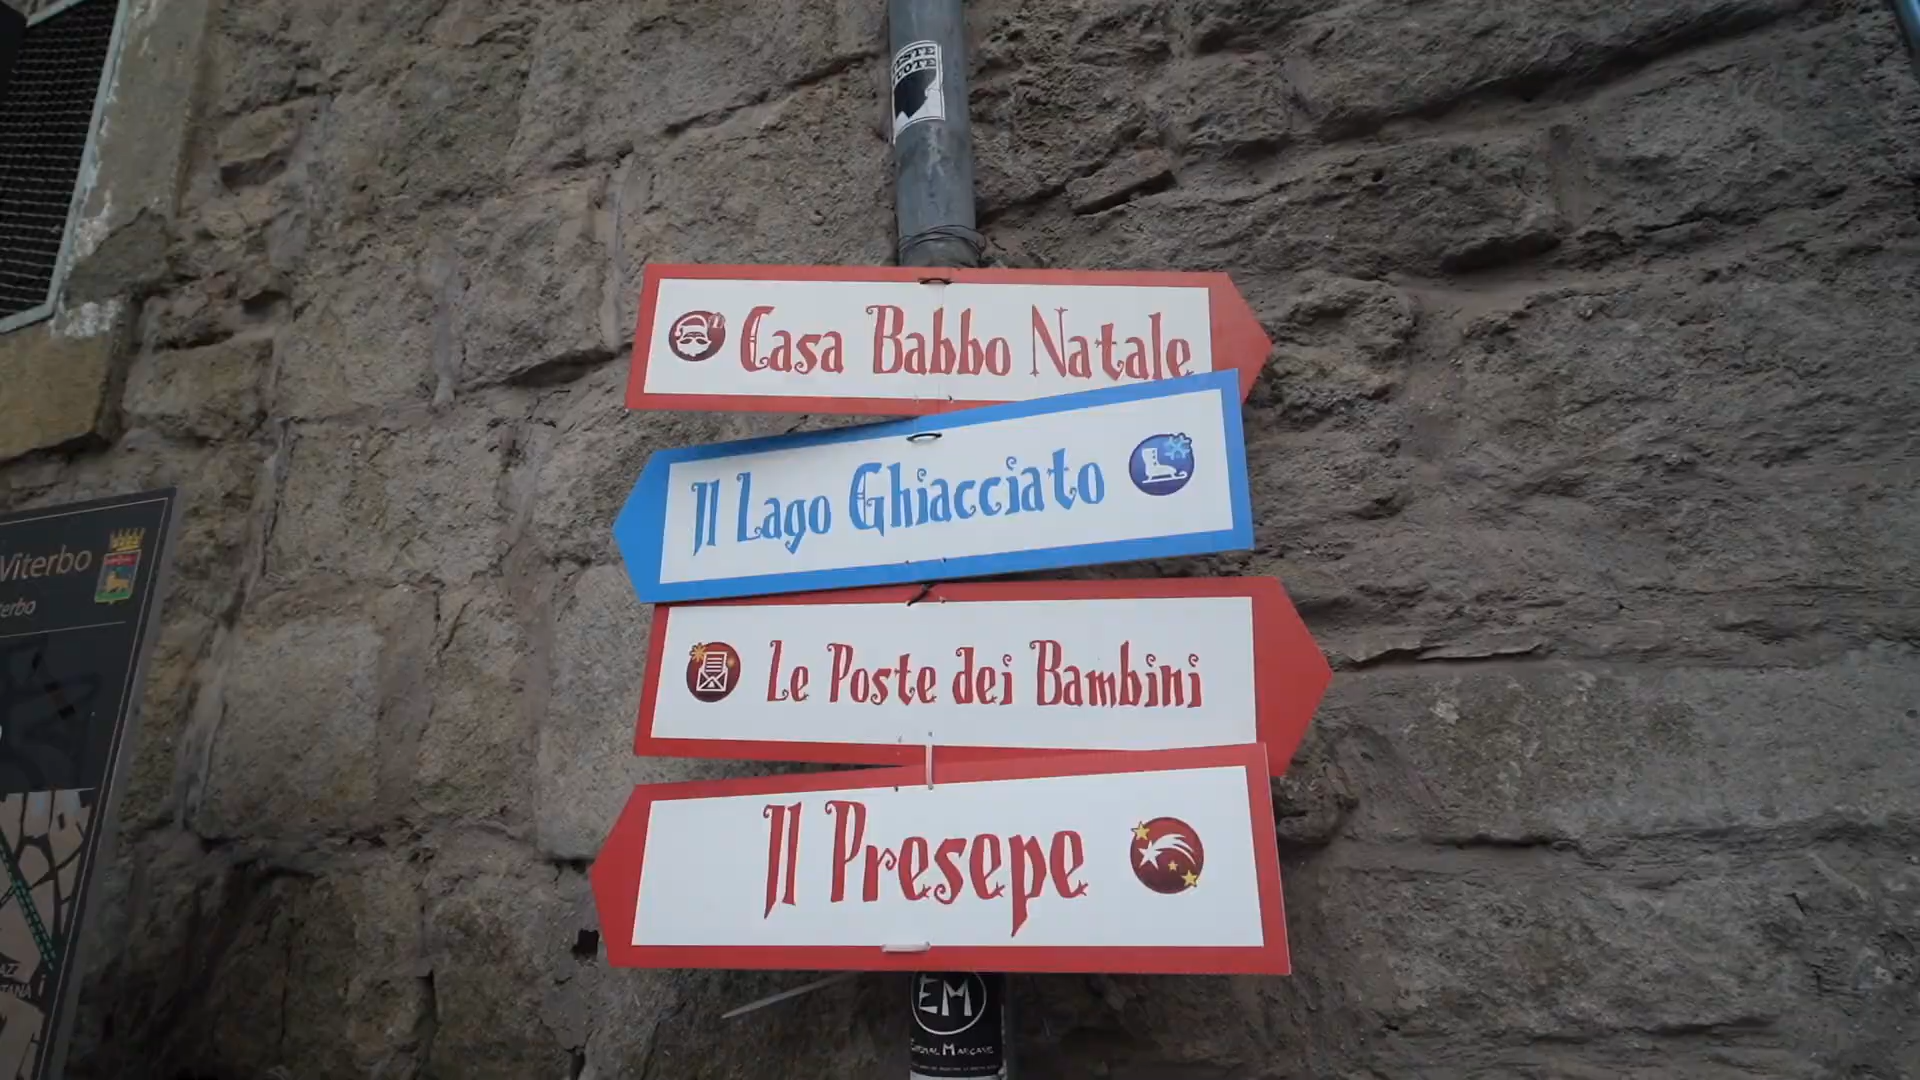 Casa Babbo Natale
Il Lago Ghiacciato
Le Poste dei Bambini
Il Presepe
Viterbo
EM